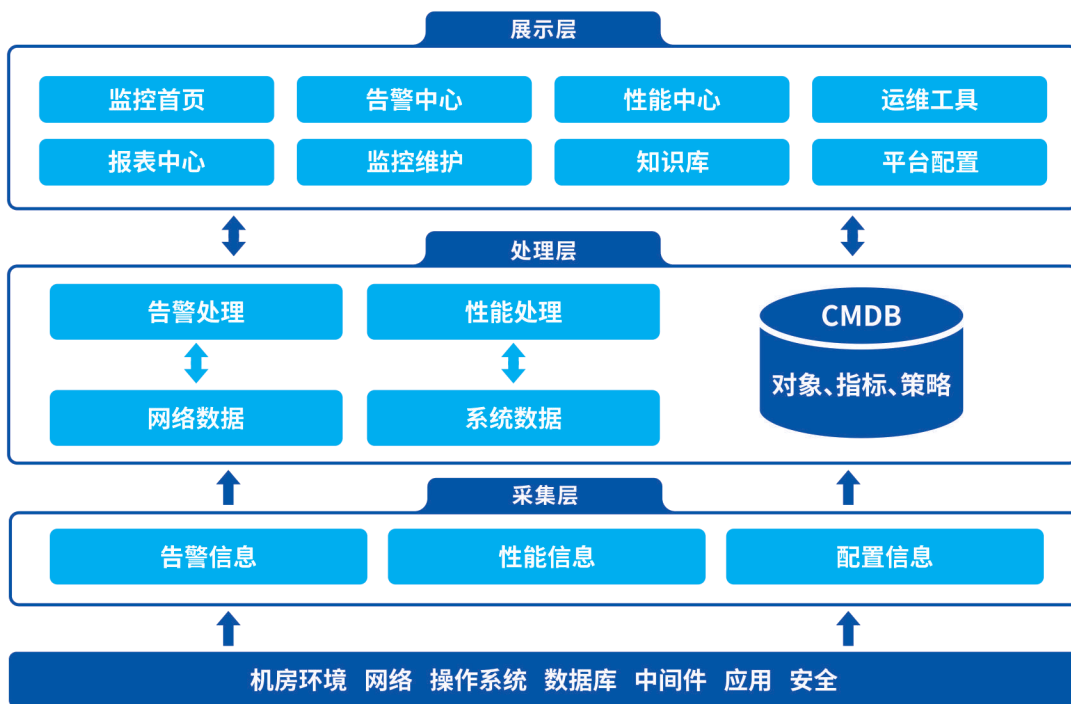 展示层
监控首页 告警中心 性能中心 运维工具
报表中心 监控维护 知识库 平台配置
处理层
告警处理 性能处理
CMDB
对象、指标、策略
网络数据 系统数据
采集层
告警信息 性能信息 配置信息
机房环境 网络 操作系统 数据库 中间件 应用 安全